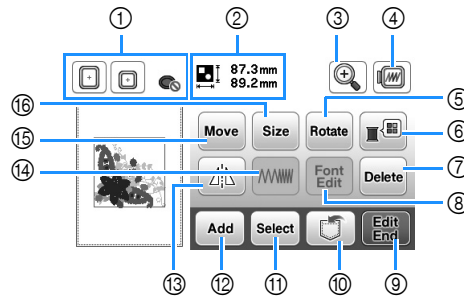 ① ② ③ ④
87.3mm
89.2mm
⑯ ⑤
Move Size Rotate ⑥
⑮
⑭ Font Edit Delete ⑦
⑧
Add Select Edit End
⑬ ⑫ ⑪ ⑩ ⑨